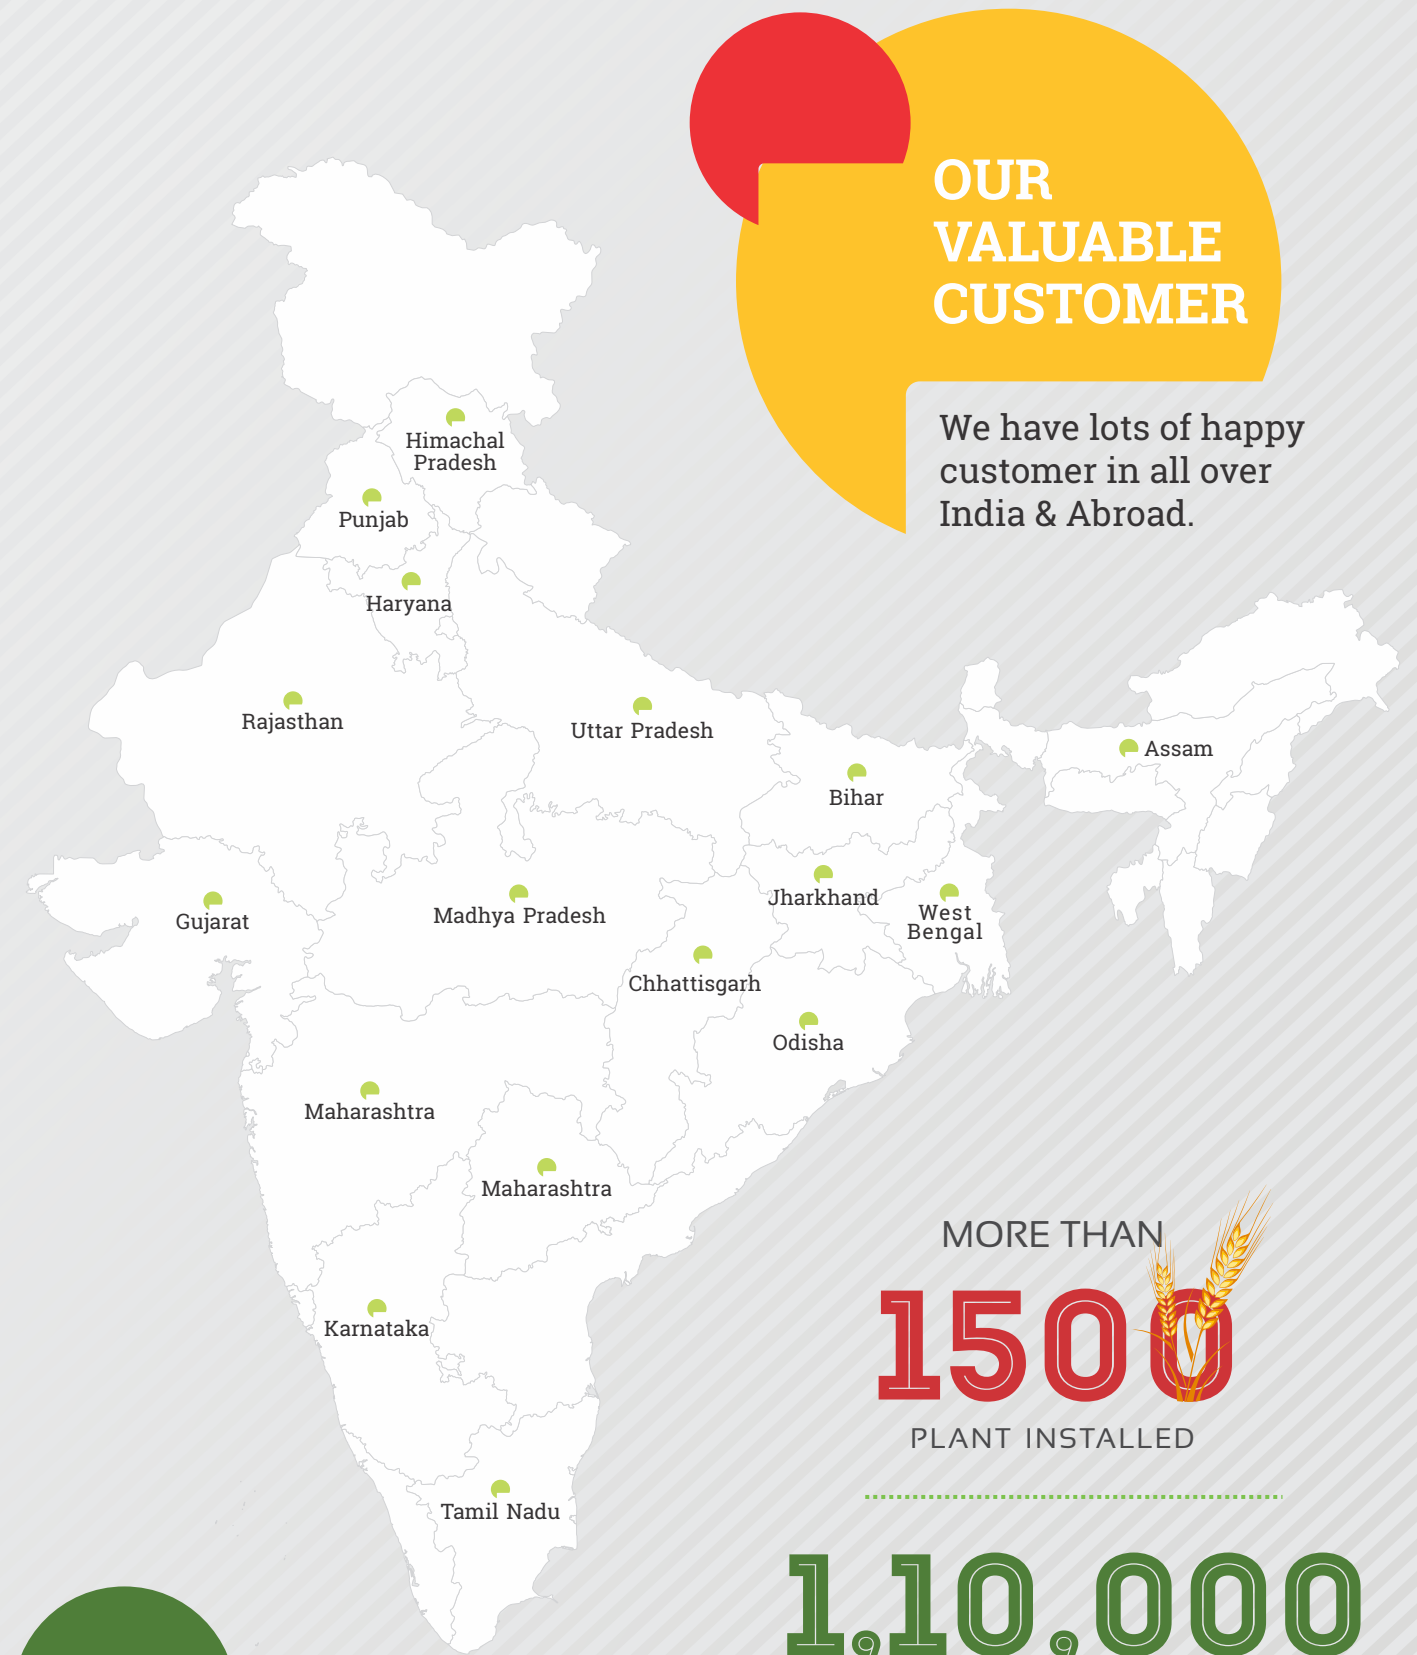 OUR
VALUABLE
CUSTOMER
We have lots of happy
customer in all over
India & Abroad.
Himachal
Pradesh
Punjab
Haryana
Rajasthan
Uttar Pradesh
Assam
Bihar
Jharkhand
West
Bengal
Gujarat
Madhya Pradesh
Chhattisgarh
Odisha
Maharashtra
Maharashtra
Karnataka
Tamil Nadu
MORE THAN
1500
PLANT INSTALLED
1,10,000